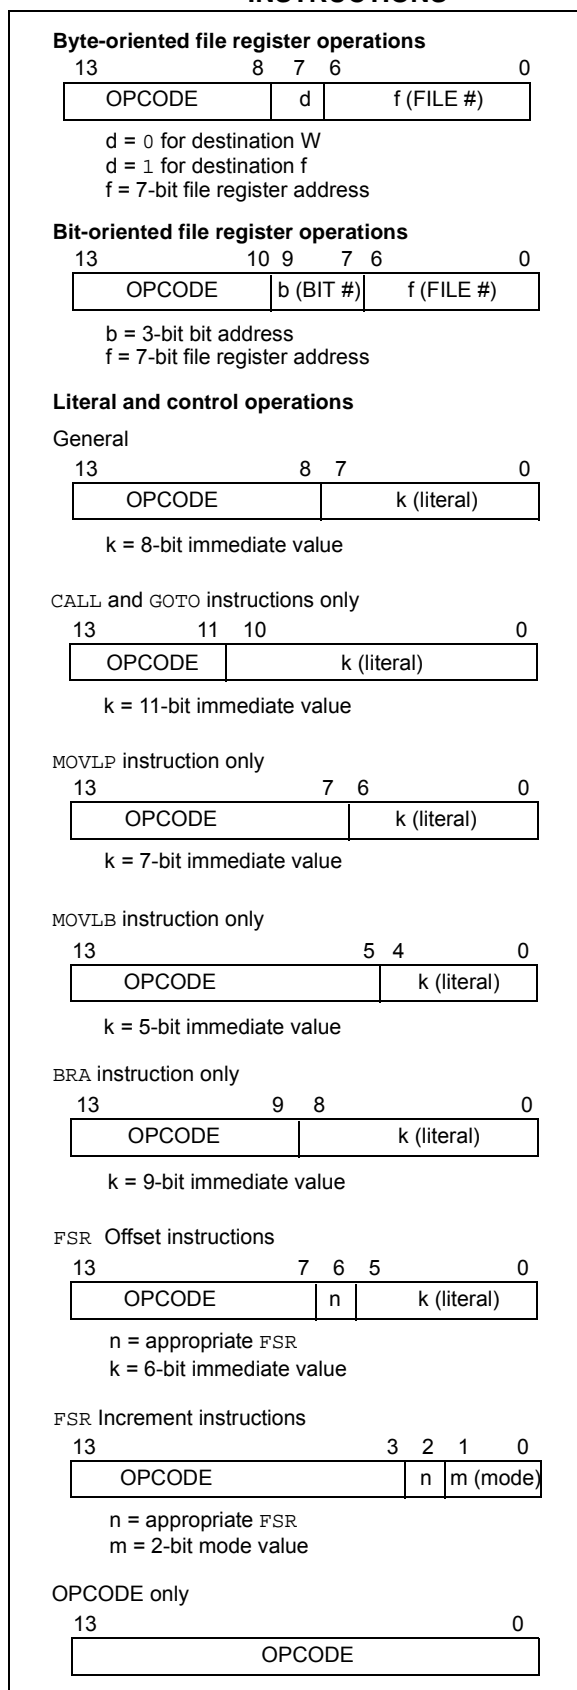 Byte-oriented file register operations
13 8 7 6 0
OPCODE d f (FILE #)
d = 0 for destination W
d = 1 for destination f
f = 7-bit file register address
Bit-oriented file register operations
13 10 9 7 6 0
OPCODE b (BIT #) f (FILE #)
b = 3-bit bit address
f = 7-bit file register address
Literal and control operations
General
13 8 7 0
OPCODE k (literal)
k = 8-bit immediate value
CALL and GOTO instructions only
13 11 10 0
OPCODE k (literal)
k = 11-bit immediate value
MOVLP instruction only
13 7 6 0
OPCODE k (literal)
k = 7-bit immediate value
MOVLB instruction only
13 5 4 0
OPCODE k (literal)
k = 5-bit immediate value
BRA instruction only
13 9 8 0
OPCODE k (literal)
k = 9-bit immediate value
FSR Offset instructions
13 7 6 5 0
OPCODE n k (literal)
n = appropriate FSR
k = 6-bit immediate value
FSR Increment instructions
13 3 2 1 0
OPCODE n m (mode)
n = appropriate FSR
m = 2-bit mode value
OPCODE only
13 0
OPCODE